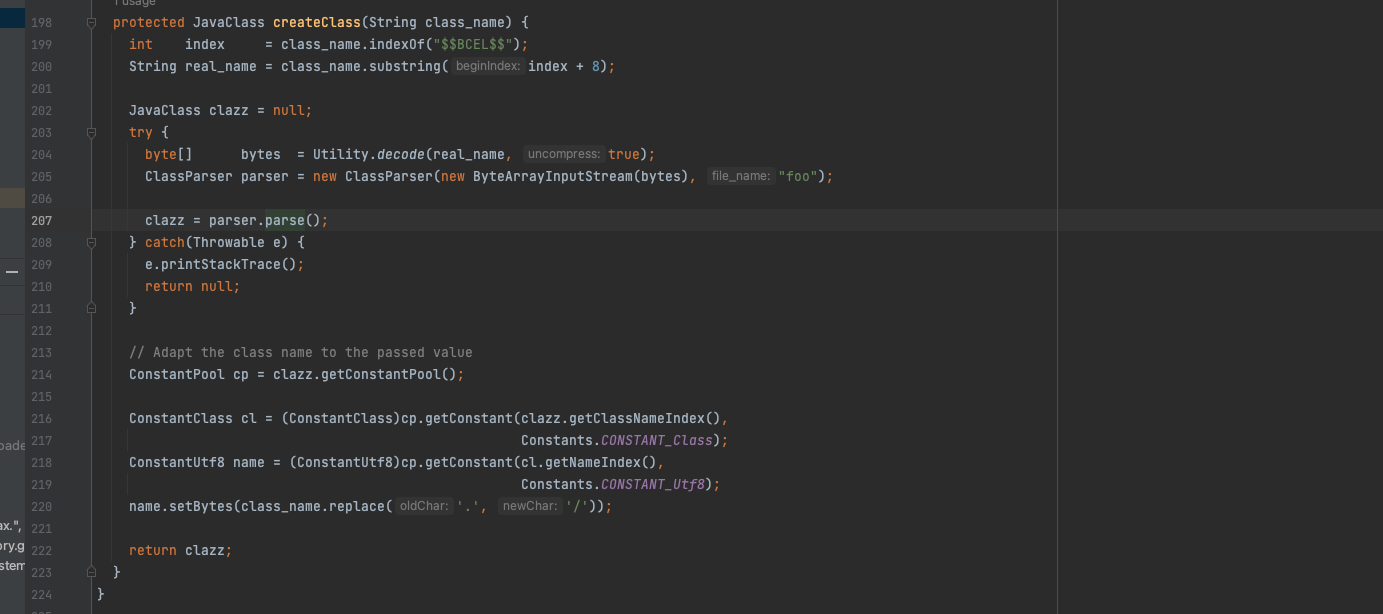 1 usage
198 protected JavaClass createClass(String class_name) {
199 int    index     = class_name.indexOf("$$BCEL$$");
200 String real_name = class_name.substring( beginIndex: index + 8);
201
202 JavaClass clazz = null;
203 try {
204 byte[]      bytes  = Utility.decode(real_name, uncompress: true);
205 ClassParser parser = new ClassParser(new ByteArrayInputStream(bytes), file_name: "foo");
206
207 clazz = parser.parse();
208 } catch(Throwable e) {
209 e.printStackTrace();
210 return null;
211 }
212
213 // Adapt the class name to the passed value
214 ConstantPool cp = clazz.getConstantPool();
215
216 ConstantClass cl = (ConstantClass)cp.getConstant(clazz.getClassNameIndex(),
oade 217 Constants.CONSTANT_Class);
218 ConstantUtf8 name = (ConstantUtf8)cp.getConstant(cl.getNameIndex(),
219 Constants.CONSTANT_Utf8);
220 name.setBytes(class_name.replace( oldChar: '.', newChar: '/'));
ax.", 221
ory.g 222 return clazz;
stem 223 }
224 }